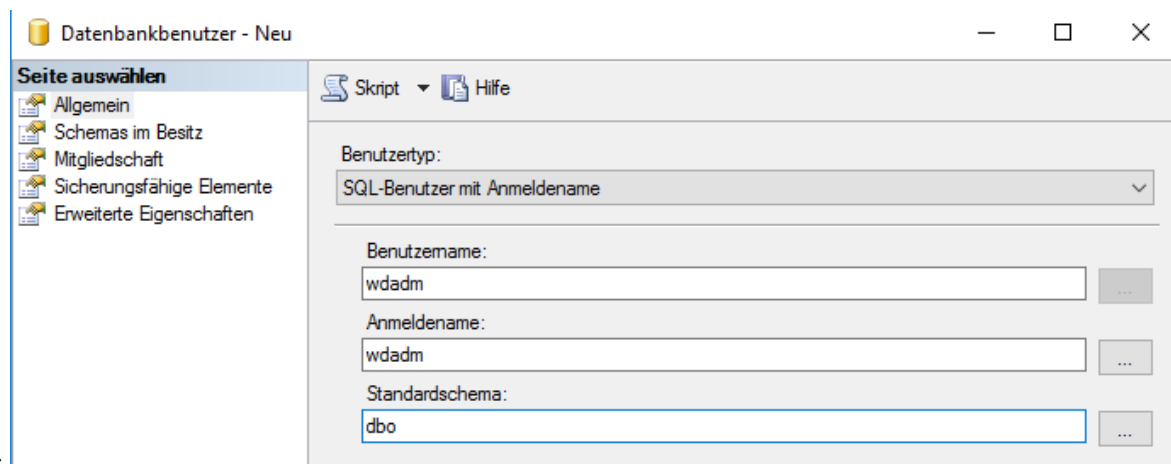 Datenbankbenutzer - Neu
Seite auswählen
Allgemein
Schemas im Besitz
Mitgliedschaft
Sicherungsfähige Elemente
Erweiterte Eigenschaften
Skript
Hilfe
Benutzertyp:
SQL-Benutzer mit Anmeldename
Benutzername:
wdadm
...
Anmeldename:
wdadm
...
Standardschema:
dbo
...